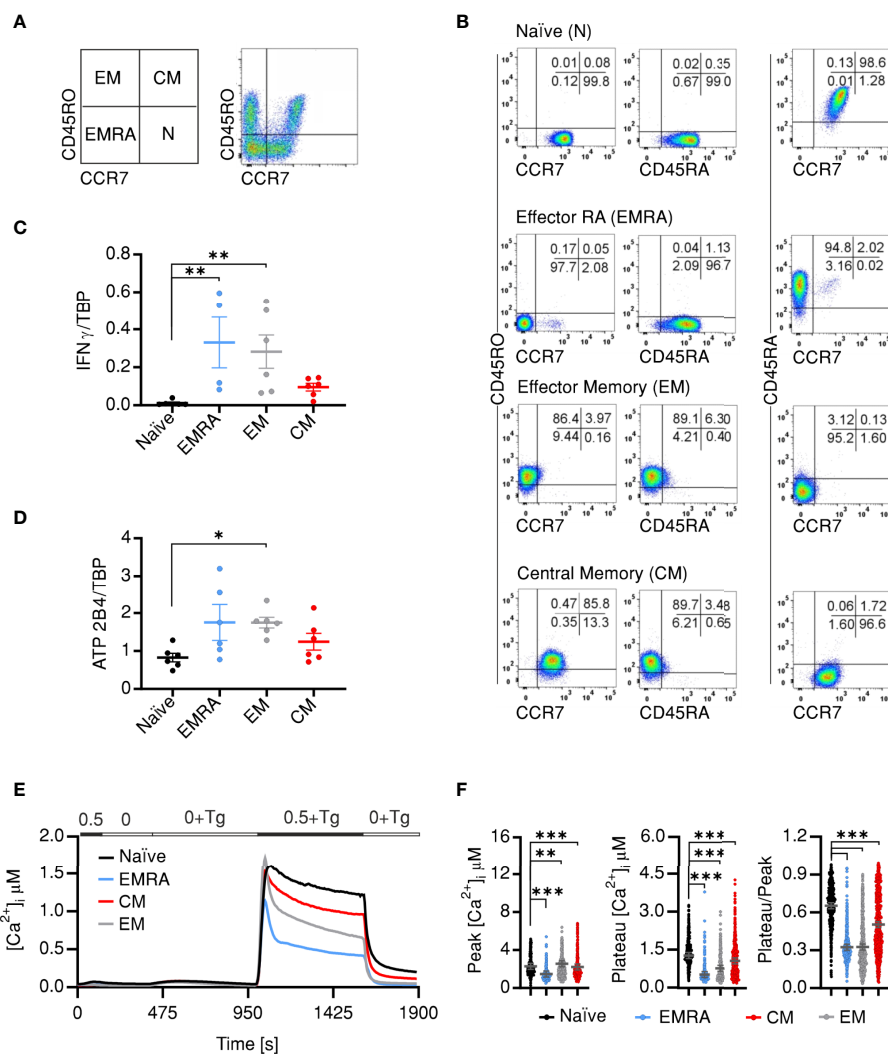 A
EM CM
EMRA N
CD45RO
CCR7
CD45RO
CCR7
B
Naïve (N)
0.01 0.08
0.12 99.8
0.02 0.35
0.67 99.0
0.13 98.6
0.01 1.28
CCR7
CD45RA
CCR7
Effector RA (EMRA)
0.17 0.05
97.7 2.08
0.04 1.13
2.09 96.7
94.8 2.02
3.16 0.02
CCR7
CD45RA
CCR7
CD45RO
CD45RA
Effector Memory (EM)
86.4 3.97
9.44 0.16
89.1 6.30
4.21 0.40
3.12 0.13
95.2 1.60
CCR7
CD45RA
CCR7
Central Memory (CM)
0.47 85.8
0.35 13.3
89.7 3.48
6.21 0.65
0.06 1.72
1.60 96.6
CCR7
CD45RA
CCR7
C
IFNγ/TBP
0.8
0.6
0.4
0.2
0.0
**
**
Naïve
EMRA
EM
CM
D
ATP 2B4/TBP
4
3
2
1
0
*
Naïve
EMRA
EM
CM
E
0.5 0 0+Tg 0.5+Tg 0+Tg
[Ca2+]i μM
2.0
1.5
1.0
0.5
0.0
Naïve
EMRA
CM
EM
0 475 950 1425 1900
Time [s]
F
Peak [Ca2+]i μM
16
12
8
4
0
***
**
***
Plateau [Ca2+]i μM
6.0
4.5
3.0
1.5
0.0
***
***
***
Plateau/Peak
1.2
0.9
0.6
0.3
0.0
***
Naïve EMRA CM EM